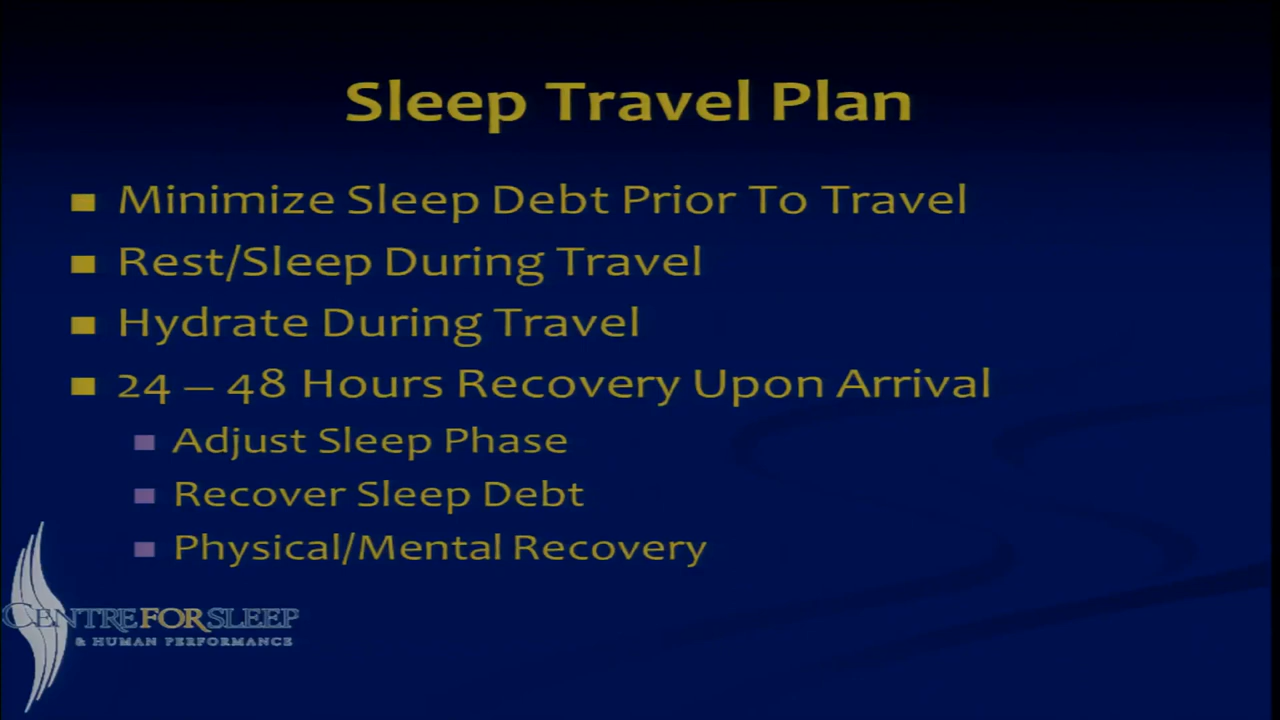 Sleep Travel Plan
Minimize Sleep Debt Prior To Travel
Rest/Sleep During Travel
Hydrate During Travel
24 – 48 Hours Recovery Upon Arrival
Adjust Sleep Phase
Recover Sleep Debt
Physical/Mental Recovery
CENTRE FOR SLEEP
& HUMAN PERFORMANCE